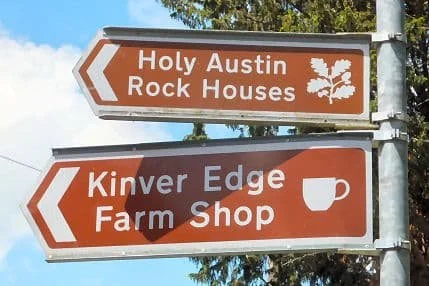 Holy Austin
Rock Houses
Kinver Edge
Farm Shop